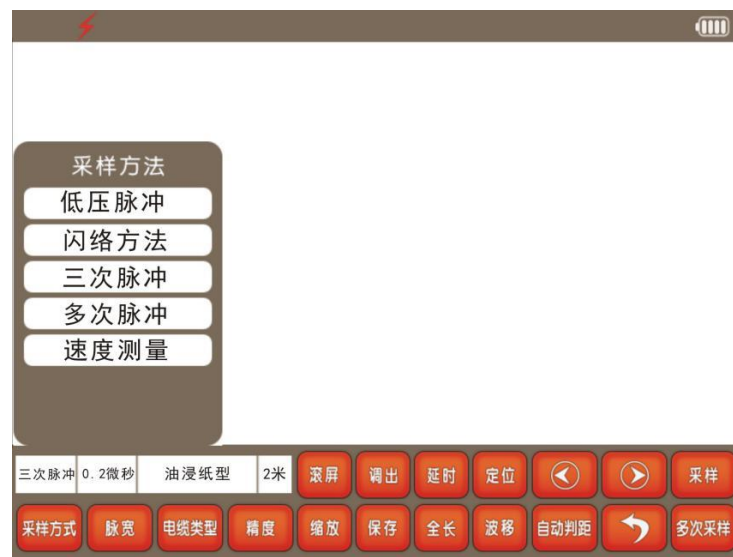 采样方法
低压脉冲
闪络方法
三次脉冲
多次脉冲
速度测量
三次脉冲 0.2微秒 油浸纸型 2米 滚屏 调出 延时 定位 采样
采样方式 脉宽 电缆类型 精度 缩放 保存 全长 波移 自动判距 多次采样